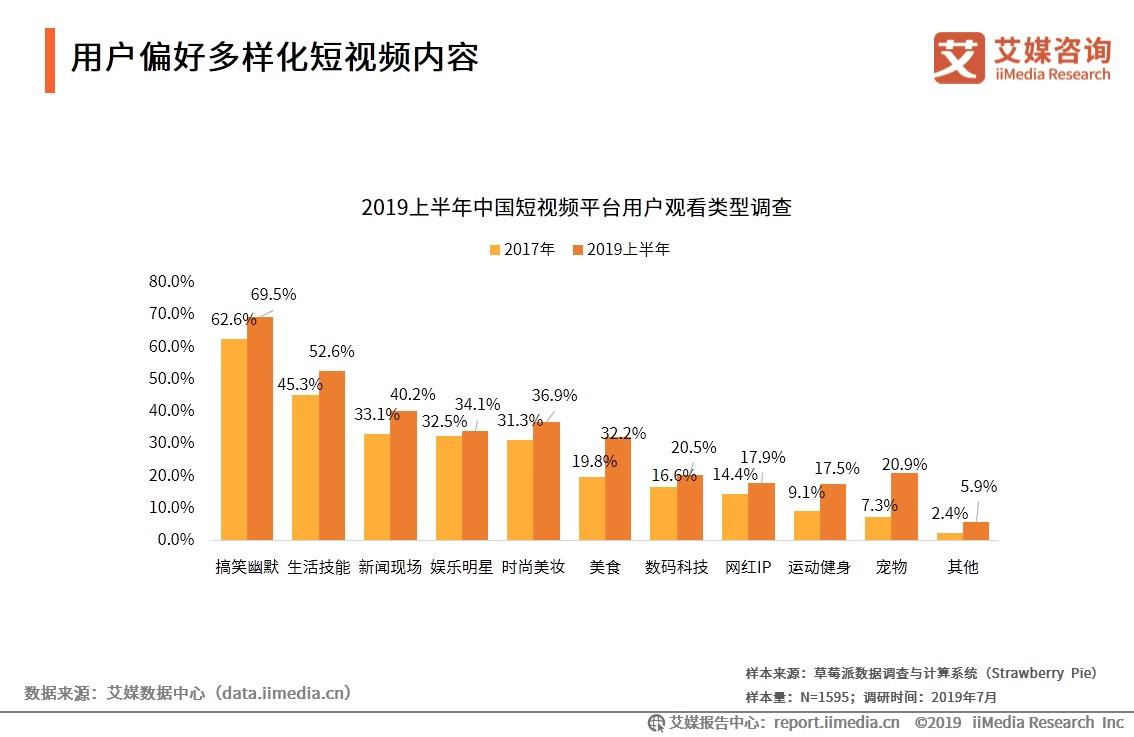 用户偏好多样化短视频内容
艾媒咨询
iiMedia Research
2019上半年中国短视频平台用户观看类型调查
2017年 2019上半年
80.0%
70.0%
60.0%
50.0%
40.0%
30.0%
20.0%
10.0%
0.0%
62.6% 69.5%
45.3% 52.6%
33.1% 40.2%
32.5% 34.1%
31.3% 36.9%
19.8% 32.2%
16.6% 20.5%
14.4% 17.9%
9.1% 17.5%
7.3% 20.9%
2.4% 5.9%
搞笑幽默 生活技能 新闻现场 娱乐明星 时尚美妆 美食 数码科技 网红IP 运动健身 宠物 其他
样本来源：草莓派数据调查与计算系统（Strawberry Pie）
数据来源：艾媒数据中心（data.iimedia.cn）
样本量：N=1595；调研时间：2019年7月
艾媒报告中心：report.iimedia.cn ©2019 iiMedia Research Inc